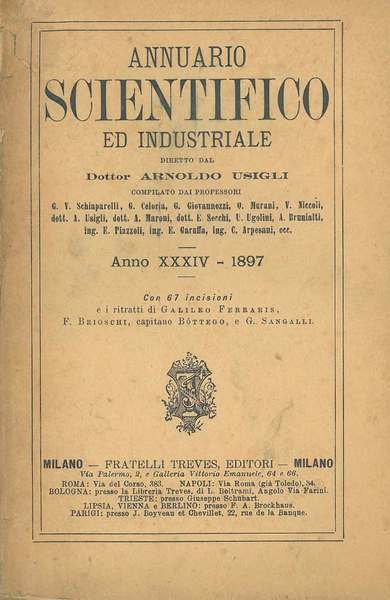 ANNUARIO
SCIENTIFICO
ED INDUSTRIALE
DIRETTO DAL
Dottor ARNOLDO USIGLI
COMPILATO DAI PROFESSORI
G. V. Schiaparelli, G. Celoria, G. Giovannozzi, O. Murani, V. Niccoli,
dott. A. Usigli, dott. A. Maroni, dott. E. Secchi, U. Ugolini, A. Brunialti,
ing. E. Piazzoli, ing. E. Garuffa, ing. C. Arpesani, ecc.
Anno XXXIV - 1897
Con 67 incisioni
e i ritratti di GALILEO FERRARIS,
F. BRIOSCHI, capitano BÒTTEGO, e G. SANGALLI.
MILANO — FRATELLI TREVES, EDITORI — MILANO
Via Palermo, 2, e Galleria Vittorio Emanuele, 64 e 66.
ROMA: Via del Corso, 383. NAPOLI: Via Roma (già Toledo), 34.
BOLOGNA: presso la Libreria Treves, di L. Beltrami, Angolo Via Farini.
TRIESTE: presso Giuseppe Schubart.
LIPSIA, VIENNA e BERLINO: presso F. A. Brockhaus.
PARIGI: presso J. Boyveau et Chevillet, 22, rue de la Banque.